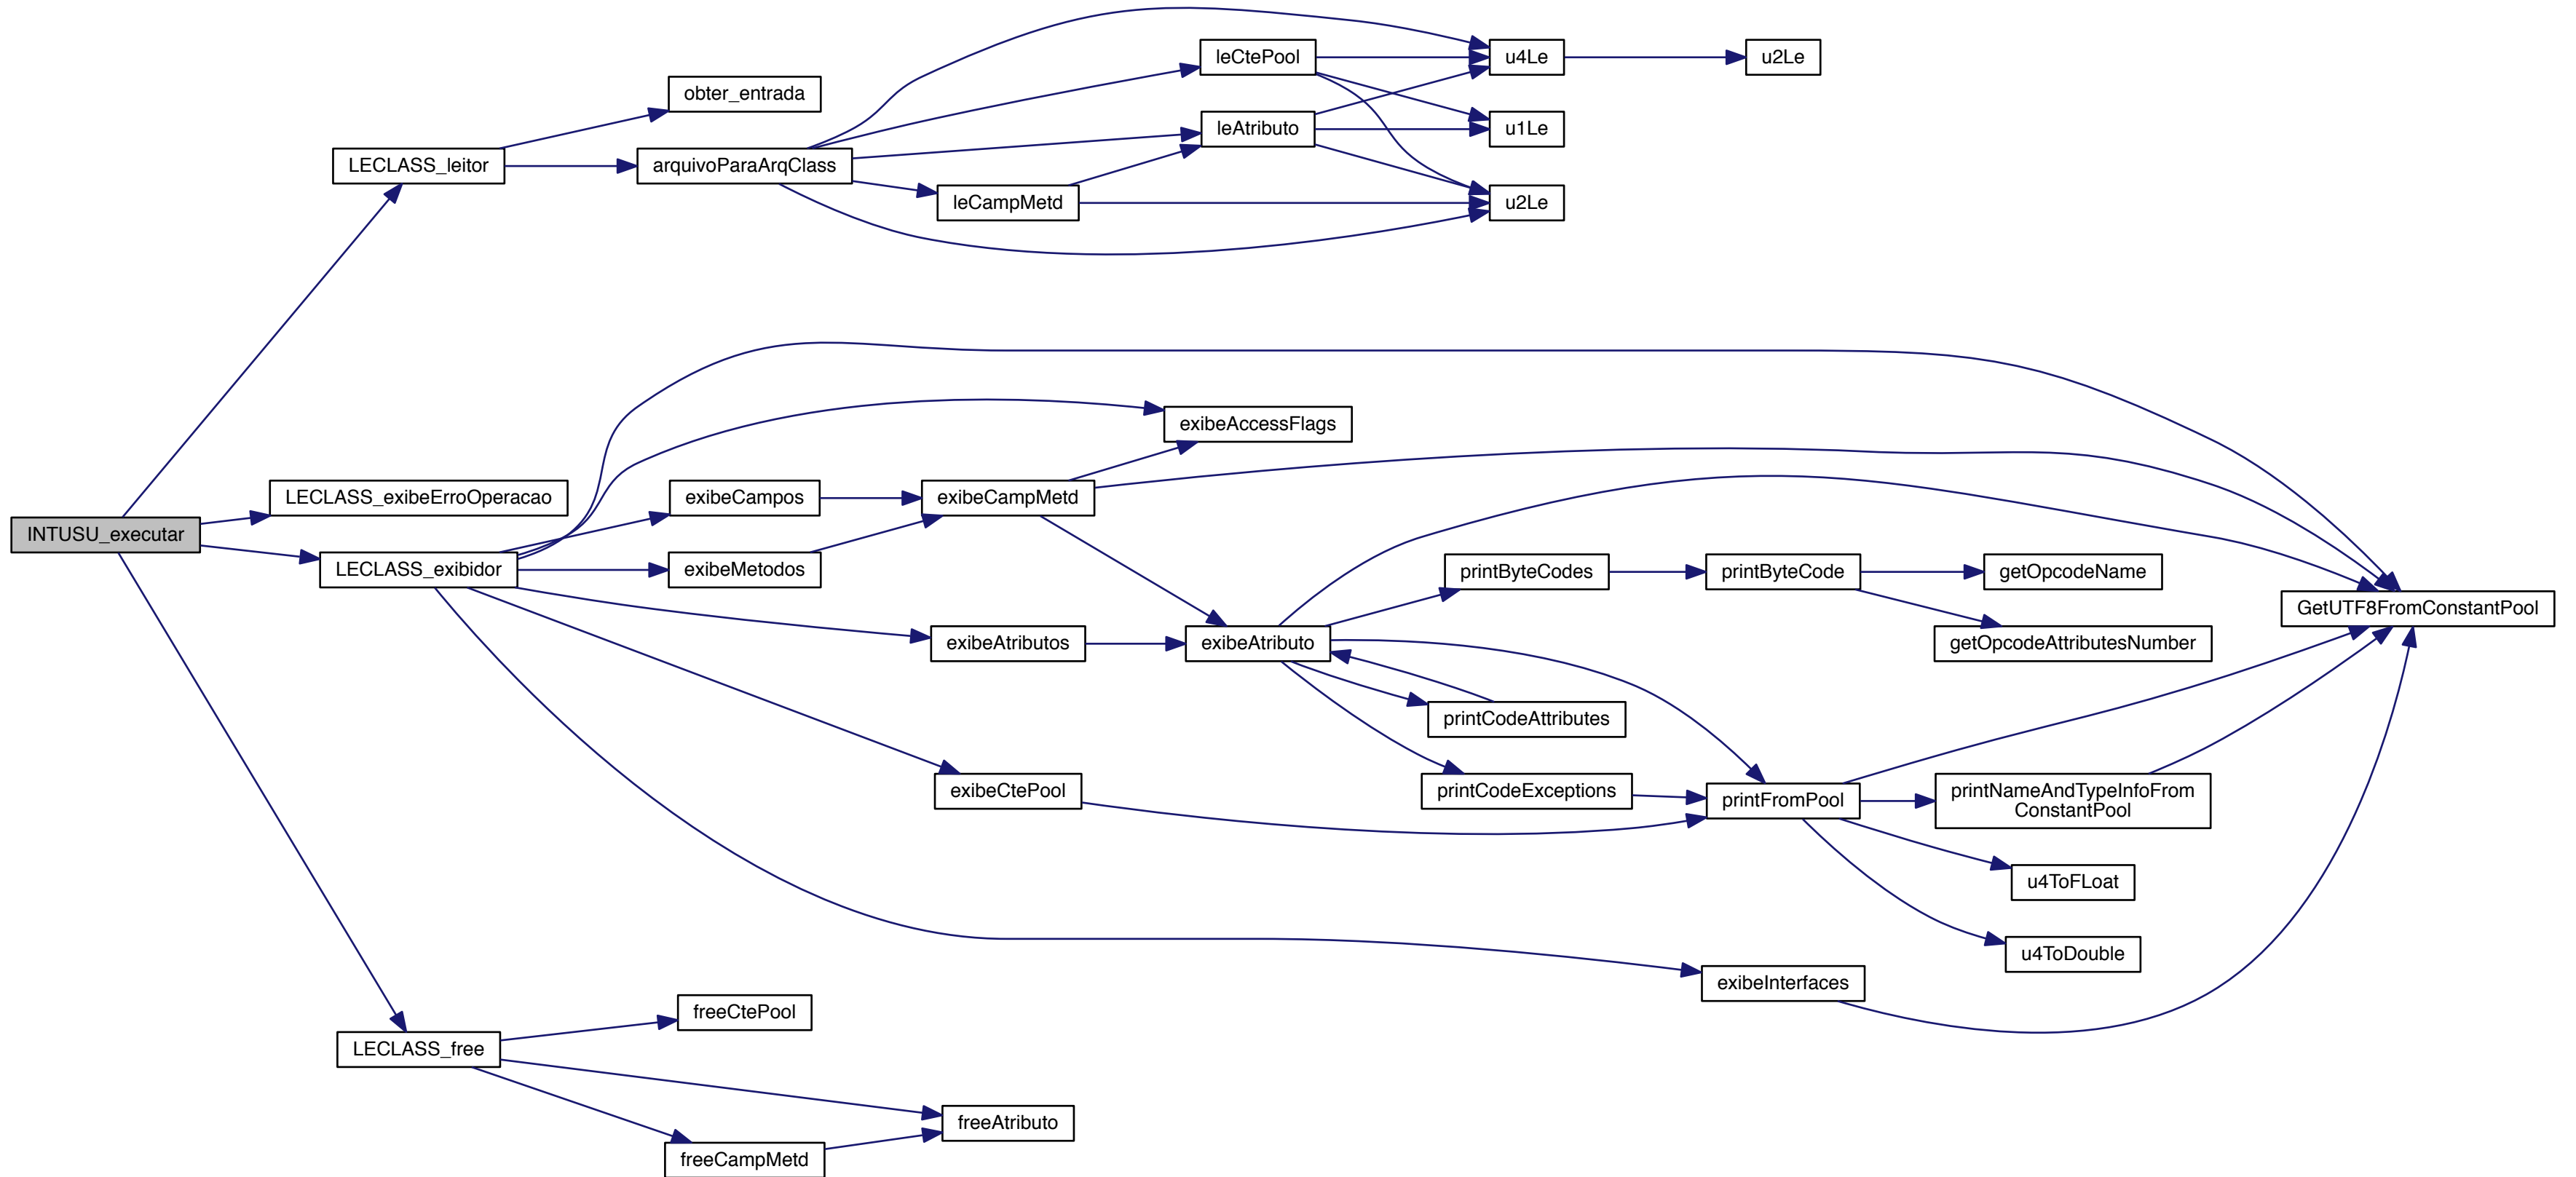 leCtePool
u4Le
u2Le
obter_entrada
leAtributo
u1Le
LECLASS_leitor
arquivoParaArqClass
leCampMetd
u2Le
exibeAccessFlags
LECLASS_exibeErroOperacao
exibeCampos
exibeCampMetd
INTUSU_executar
LECLASS_exibidor
exibeMetodos
printByteCodes
printByteCode
getOpcodeName
GetUTF8FromConstantPool
exibeAtributos
exibeAtributo
getOpcodeAttributesNumber
printCodeAttributes
exibeCtePool
printCodeExceptions
printFromPool
printNameAndTypeInfoFrom
ConstantPool
u4ToFLoat
u4ToDouble
exibeInterfaces
freeCtePool
LECLASS_free
freeAtributo
freeCampMetd